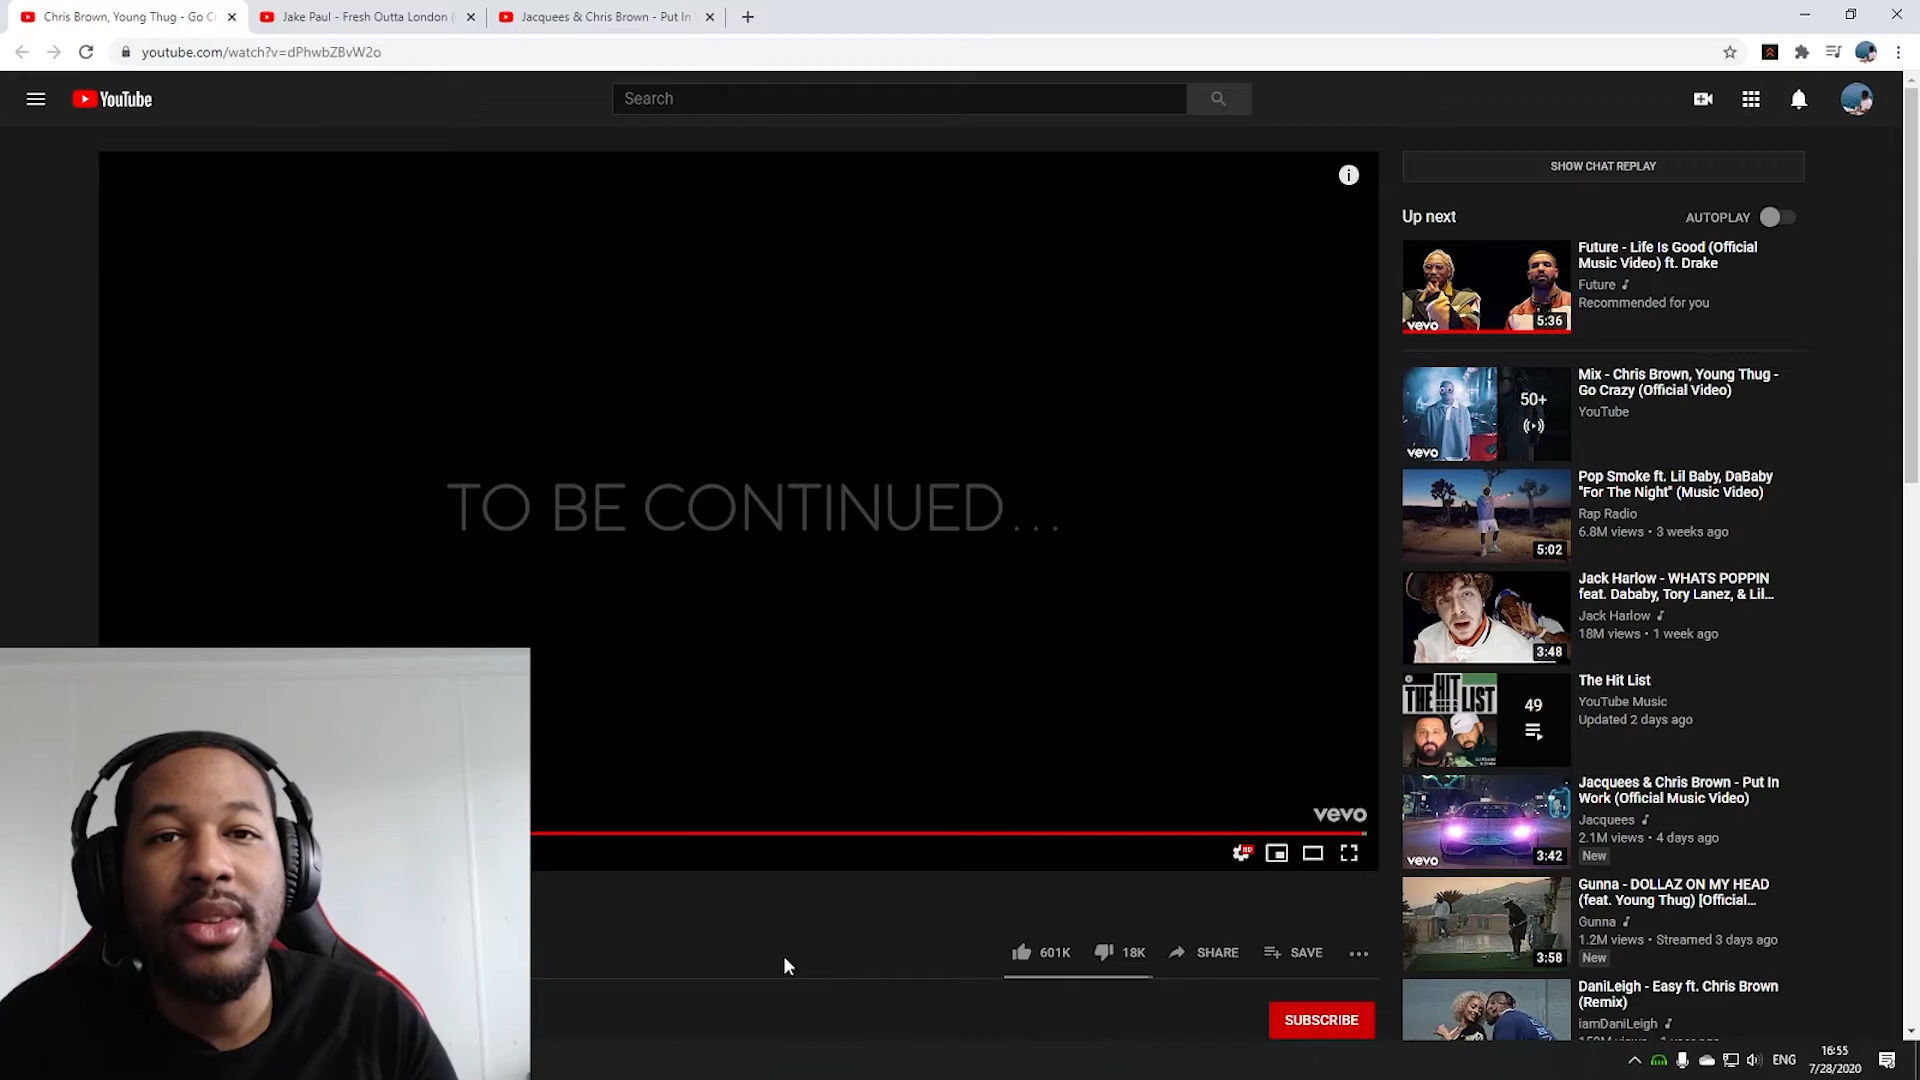 Chris Brown, Young Thug - Go C
Jake Paul - Fresh Outta London (
Jacquees & Chris Brown - Put In
youtube.com/watch?v=dPhwbZBvW2o
YouTube
Search
SHOW CHAT REPLAY
Up next
AUTOPLAY
TO BE CONTINUED...
vevo
HD
601K
18K
SHARE
SAVE
SUBSCRIBE
vevo
5:36
Future - Life Is Good (Official
Music Video) ft. Drake
Future
Recommended for you
vevo
50+
Mix - Chris Brown, Young Thug -
Go Crazy (Official Video)
YouTube
5:02
Pop Smoke ft. Lil Baby, DaBaby
"For The Night" (Music Video)
Rap Radio
6.8M views • 3 weeks ago
3:48
Jack Harlow - WHATS POPPIN
feat. Dababy, Tory Lanez, & Lil...
Jack Harlow
18M views • 1 week ago
THE HIT LIST
49
The Hit List
YouTube Music
Updated 2 days ago
vevo
3:42
Jacquees & Chris Brown - Put In
Work (Official Music Video)
Jacquees
2.1M views • 4 days ago
New
3:58
Gunna - DOLLAZ ON MY HEAD
(feat. Young Thug) [Official...
Gunna
1.2M views • Streamed 3 days ago
New
DaniLeigh - Easy ft. Chris Brown
(Remix)
iamDaniLeigh
ENG
16:55
7/28/2020